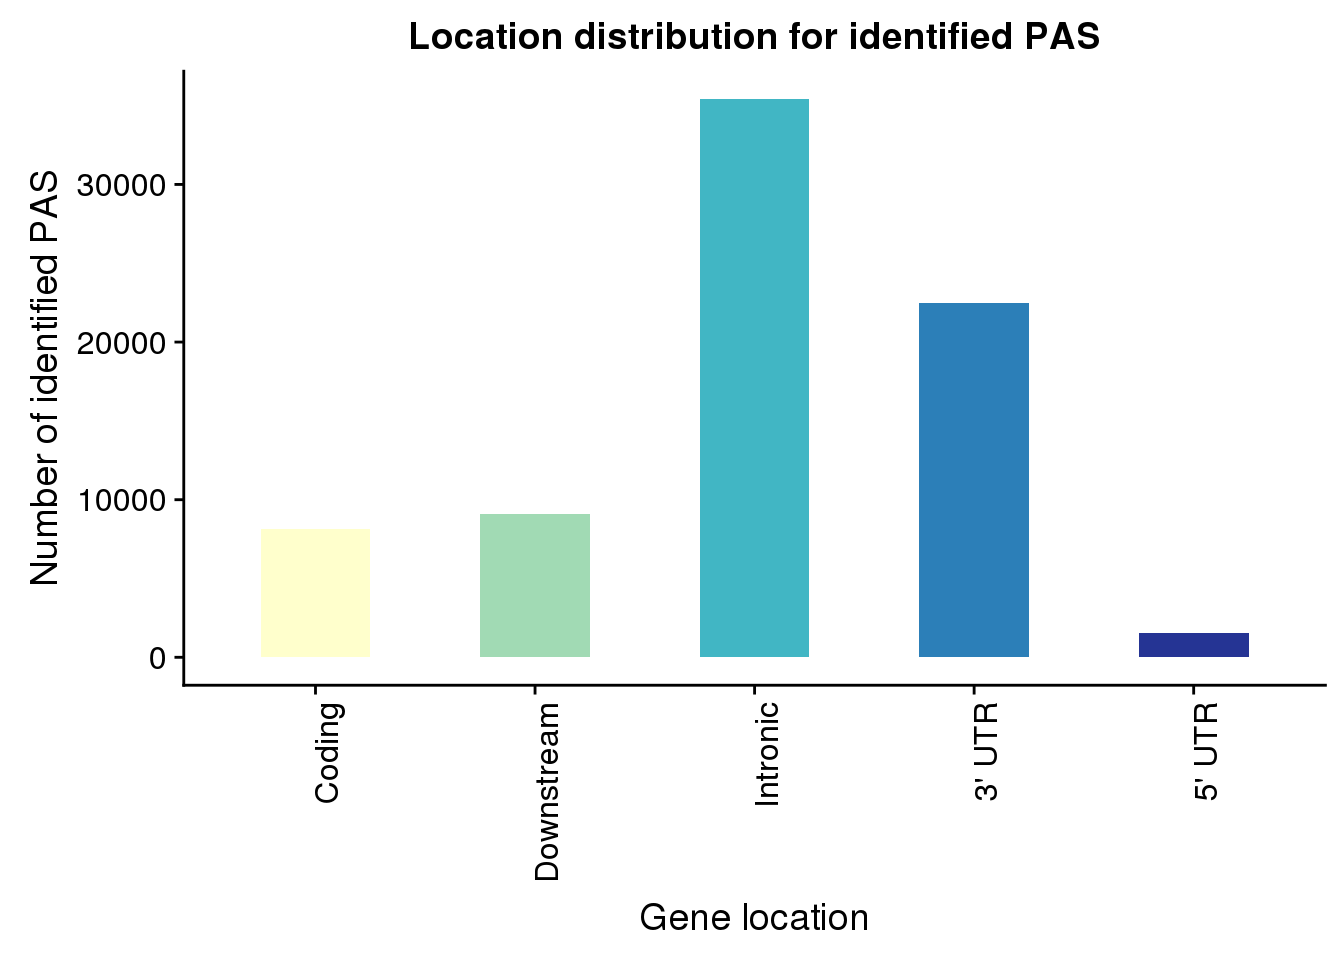 Location distribution for identified PAS
Number of identified PAS
30000
20000
10000
0
Coding
Downstream
Intronic
3' UTR
5' UTR
Gene location